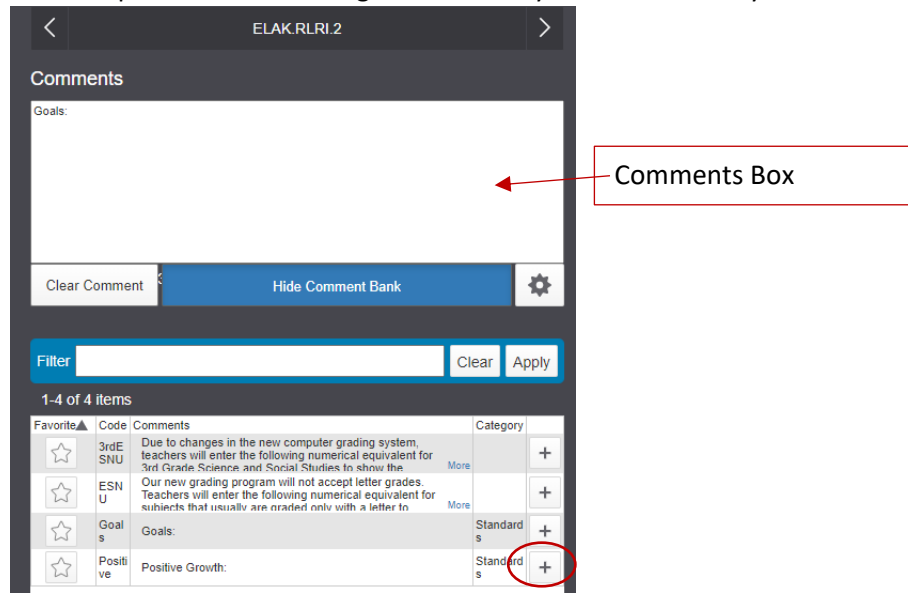 ELAK.RLRI.2
Comments
Goals:
Comments Box
Clear Comment
Hide Comment Bank
Filter
Clear
Apply
1-4 of 4 items
Favorite Code Comments Category
3rdE
SNU
Due to changes in the new computer grading system,
teachers will enter the following numerical equivalent for
3rd Grade Science and Social Studies to show the
More
ESN
U
Our new grading program will not accept letter grades.
Teachers will enter the following numerical equivalent for
subjects that usually are graded only with a letter to
More
Goal
s
Goals:
Standard
s
Positi
ve
Positive Growth:
Standard
s